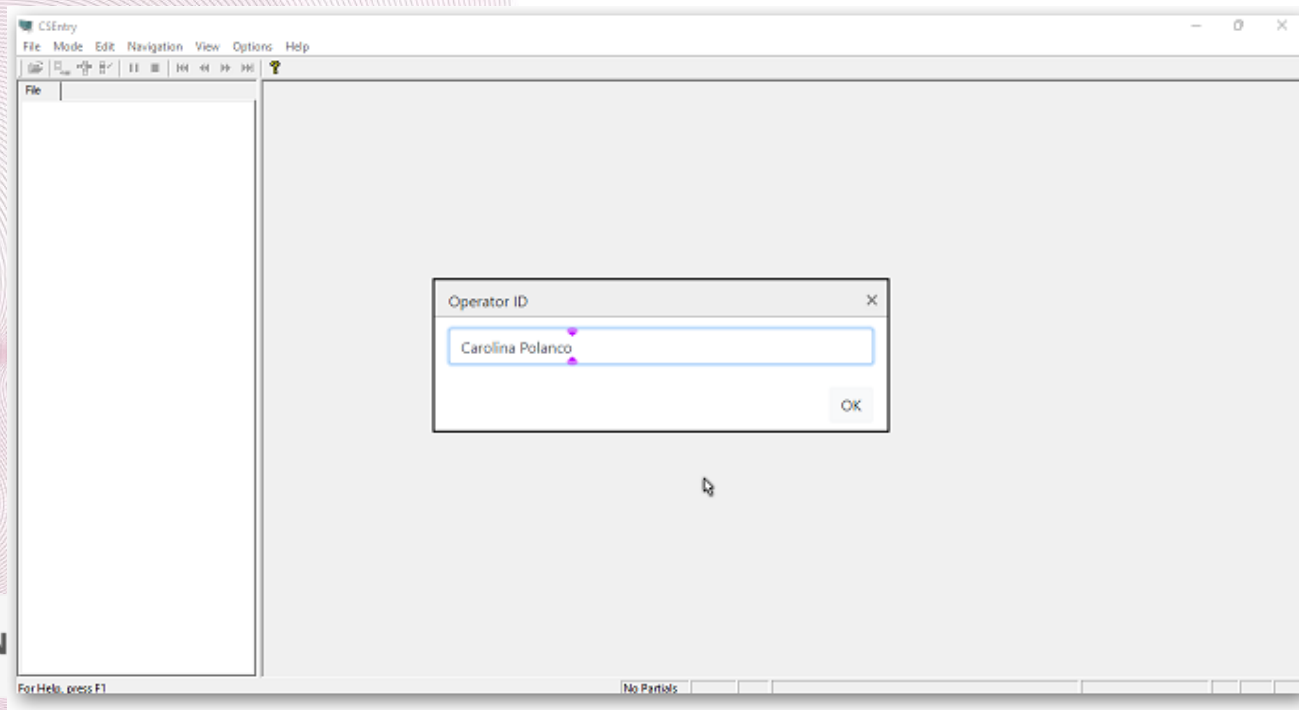 CSEntry
File Mode Edit Navigation View Options Help
File
Operator ID
Carolina Polanco
OK
N
For Help, press F1
No Partials